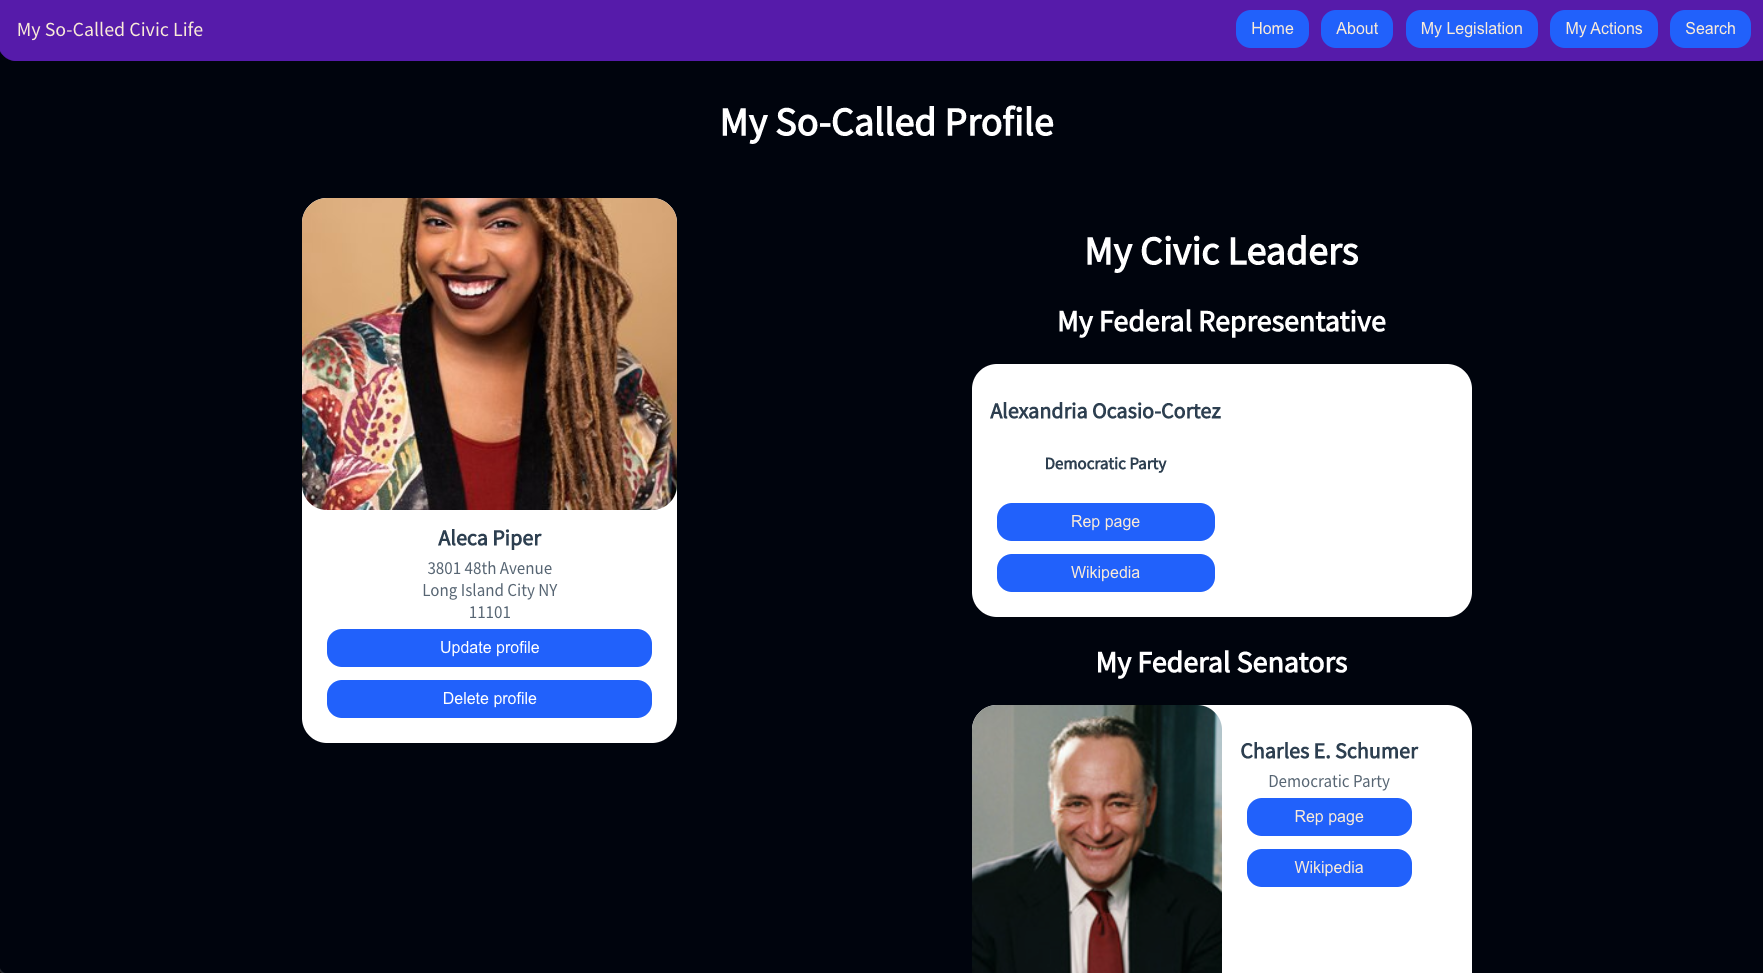 My So-Called Civic Life
Home
About
My Legislation
My Actions
Search
My So-Called Profile
Aleca Piper
3801 48th Avenue
Long Island City NY
11101
Update profile
Delete profile
My Civic Leaders
My Federal Representative
Alexandria Ocasio-Cortez
Democratic Party
Rep page
Wikipedia
My Federal Senators
Charles E. Schumer
Democratic Party
Rep page
Wikipedia